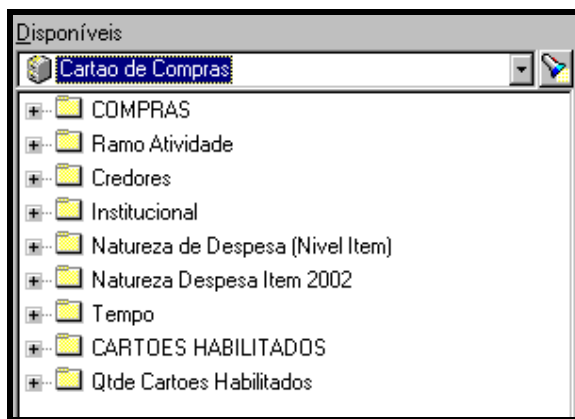 Disponíveis
Cartao de Compras
COMPRAS
Ramo Atividade
Credores
Institucional
Natureza de Despesa (Nivel Item)
Natureza Despesa Item 2002
Tempo
CARTOES HABILITADOS
Qtde Cartoes Habilitados